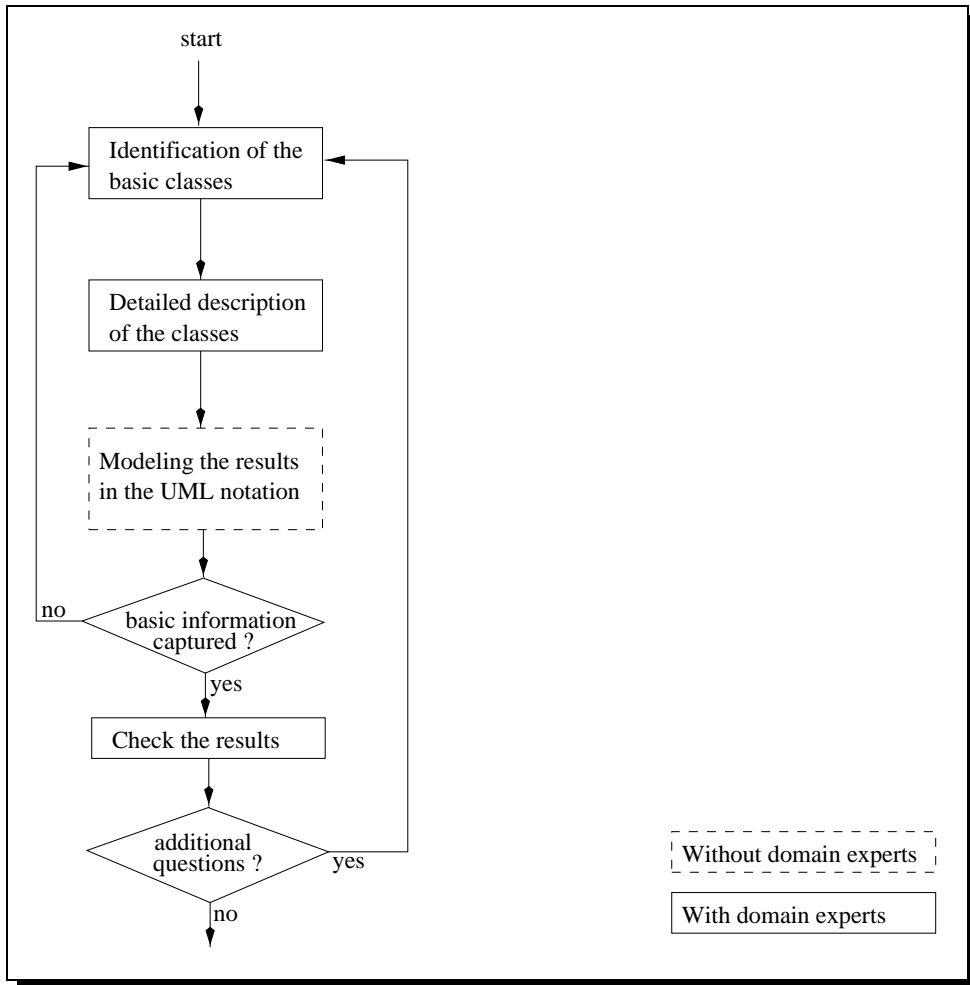 start
Identification of the
basic classes
Detailed description
of the classes
Modeling the results
in the UML notation
no
basic information
captured ?
yes
Check the results
additional
questions ?
yes
no
Without domain experts
With domain experts